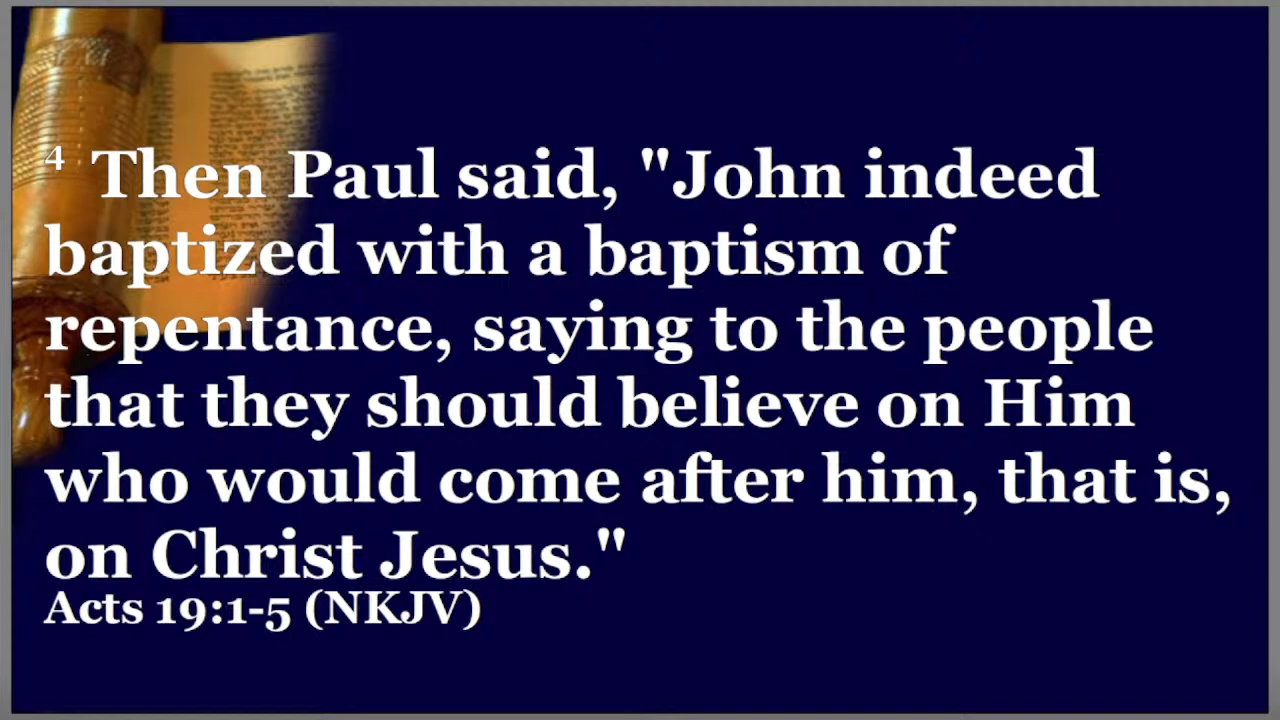 4 Then Paul said, "John indeed
baptized with a baptism of
repentance, saying to the people
that they should believe on Him
who would come after him, that is,
on Christ Jesus."
Acts 19:1-5 (NKJV)